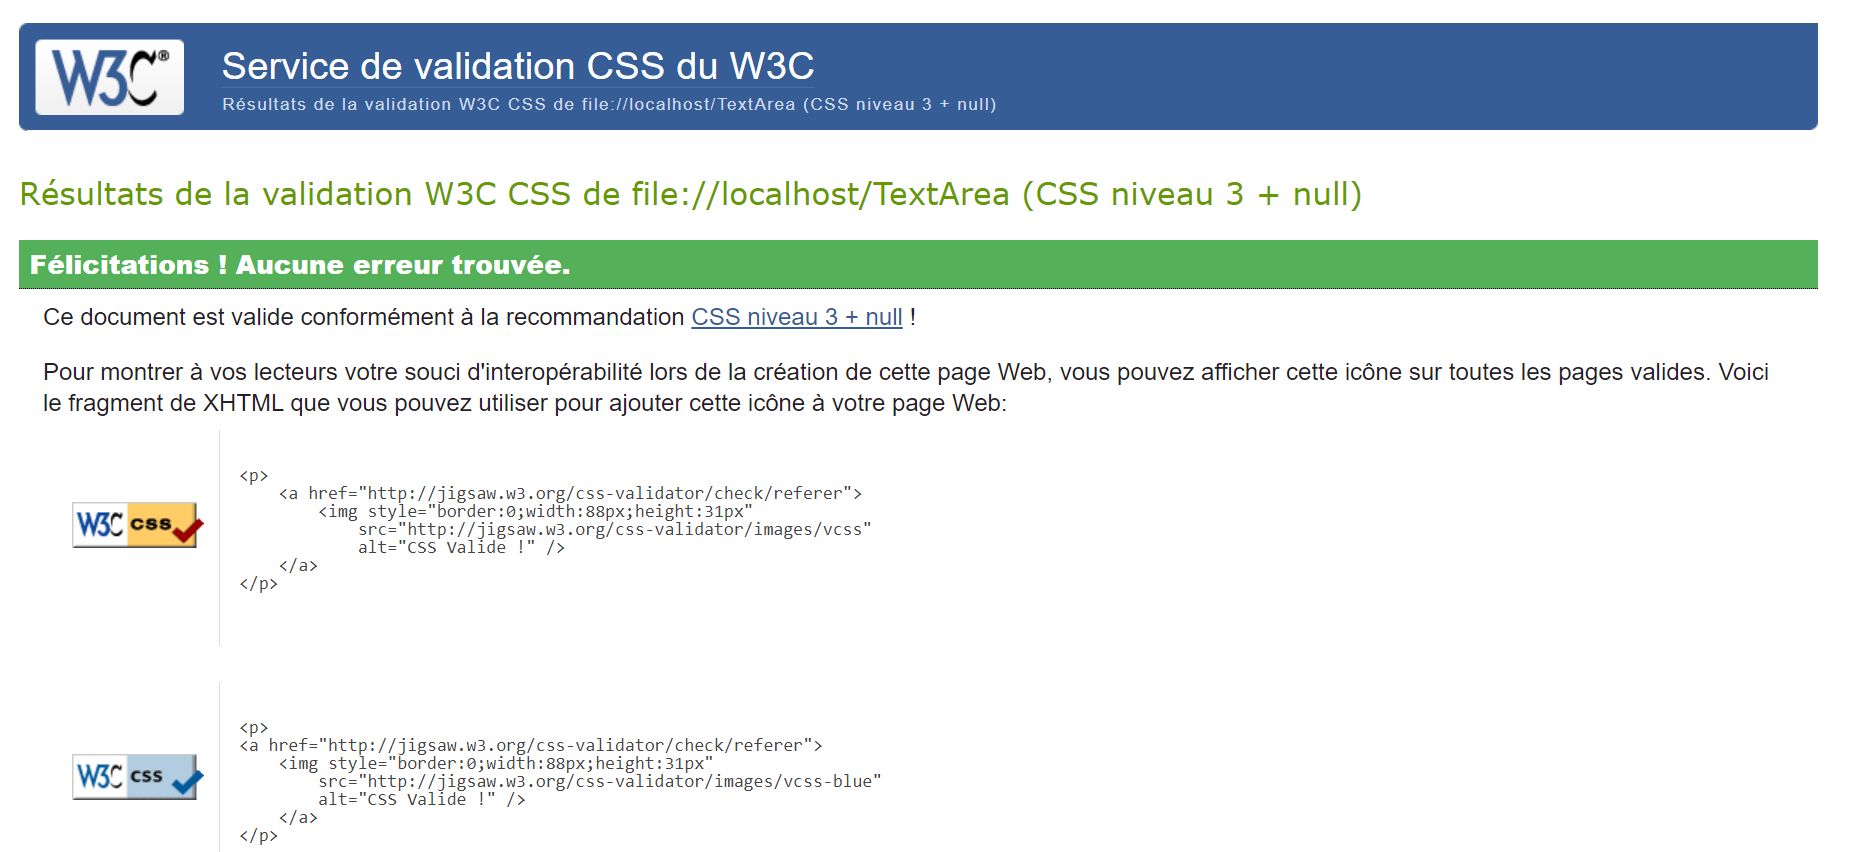 W3C®
Service de validation CSS du W3C
Résultats de la validation W3C CSS de file://localhost/TextArea (CSS niveau 3 + null)
Résultats de la validation W3C CSS de file://localhost/TextArea (CSS niveau 3 + null)
Félicitations ! Aucune erreur trouvée.
Ce document est valide conformément à la recommandation CSS niveau 3 + null !
Pour montrer à vos lecteurs votre souci d'interopérabilité lors de la création de cette page Web, vous pouvez afficher cette icône sur toutes les pages valides. Voici
le fragment de XHTML que vous pouvez utiliser pour ajouter cette icône à votre page Web:
W3C css
<p>
    <a href="http://jigsaw.w3.org/css-validator/check/referer">
        <img style="border:0;width:88px;height:31px"
            src="http://jigsaw.w3.org/css-validator/images/vcss"
            alt="CSS Valide !" />
    </a>
</p>
W3C css
<p>
<a href="http://jigsaw.w3.org/css-validator/check/referer">
    <img style="border:0;width:88px;height:31px"
        src="http://jigsaw.w3.org/css-validator/images/vcss-blue"
        alt="CSS Valide !" />
    </a>
</p>